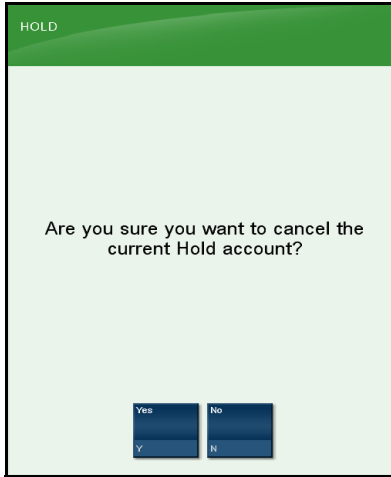 HOLD
Are you sure you want to cancel the
current Hold account?
Yes No
Y N